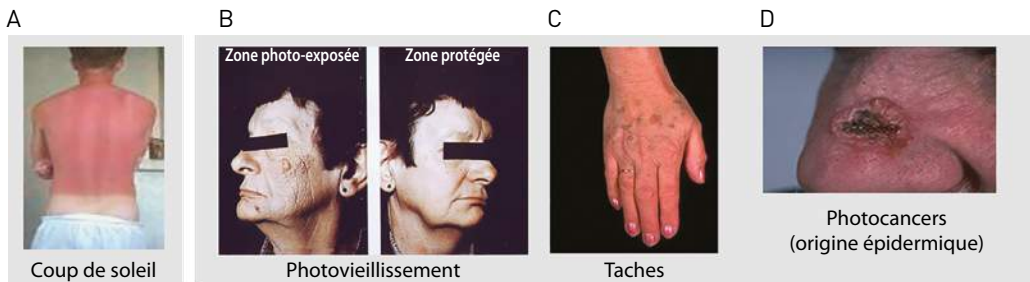 A
B
C
D
Zone photo-exposée
Zone protégée
Coup de soleil
Photovieillissement
Taches
Photocancers
(origine épidermique)